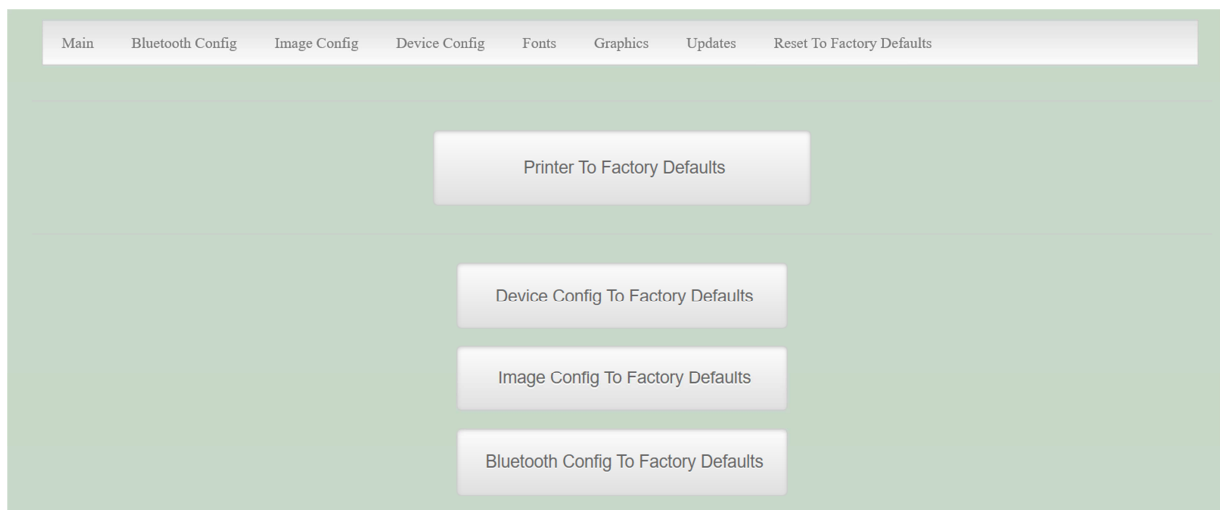 Main Bluetooth Config Image Config Device Config Fonts Graphics Updates Reset To Factory Defaults
Printer To Factory Defaults
Device Config To Factory Defaults
Image Config To Factory Defaults
Bluetooth Config To Factory Defaults